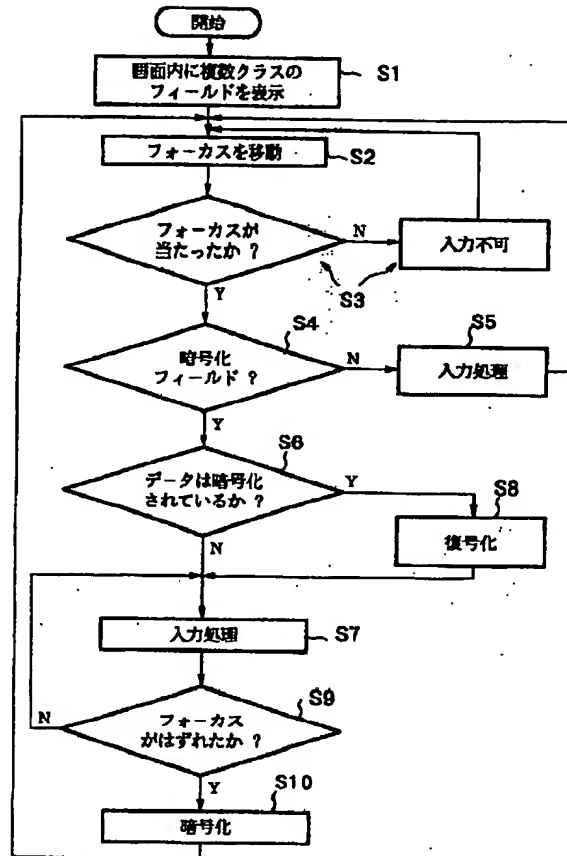 開始
画面内に複数クラスの
フィールドを表示
S1
フォーカスを移動
S2
フォーカスが
当たったか ?
N
入力不可
S3
Y
S4
暗号化
フィールド ?
N
S5
入力処理
Y
S6
データは暗号化
されているか ?
Y
S8
復号化
N
入力処理
S7
S9
フォーカス
がはずれたか ?
N
Y
S10
暗号化